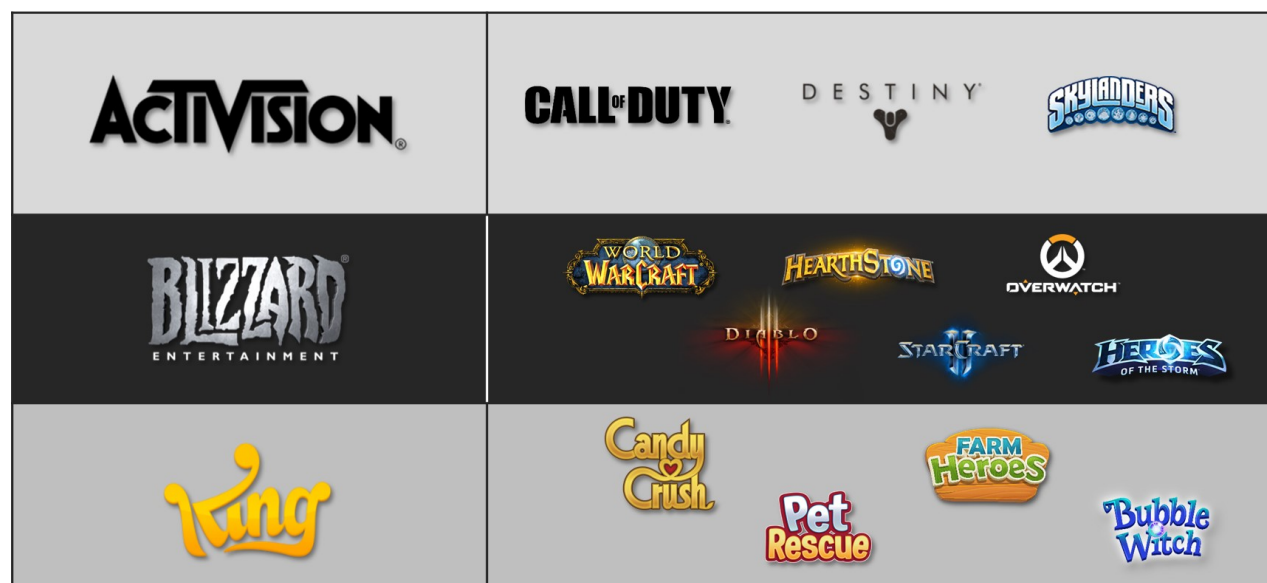 ACTIVISION®
CALL OF DUTY®
DESTINY
SKYLANDERS
BLIZZARD®
ENTERTAINMENT
WORLD
WARCRAFT
HEARTHSTONE
OVERWATCH
DIABLO
STARCRAFT II
HEROES
OF THE STORM
King
Candy
Crush
FARM
HeRoeS
Pet
Rescue
Bubble
Witch